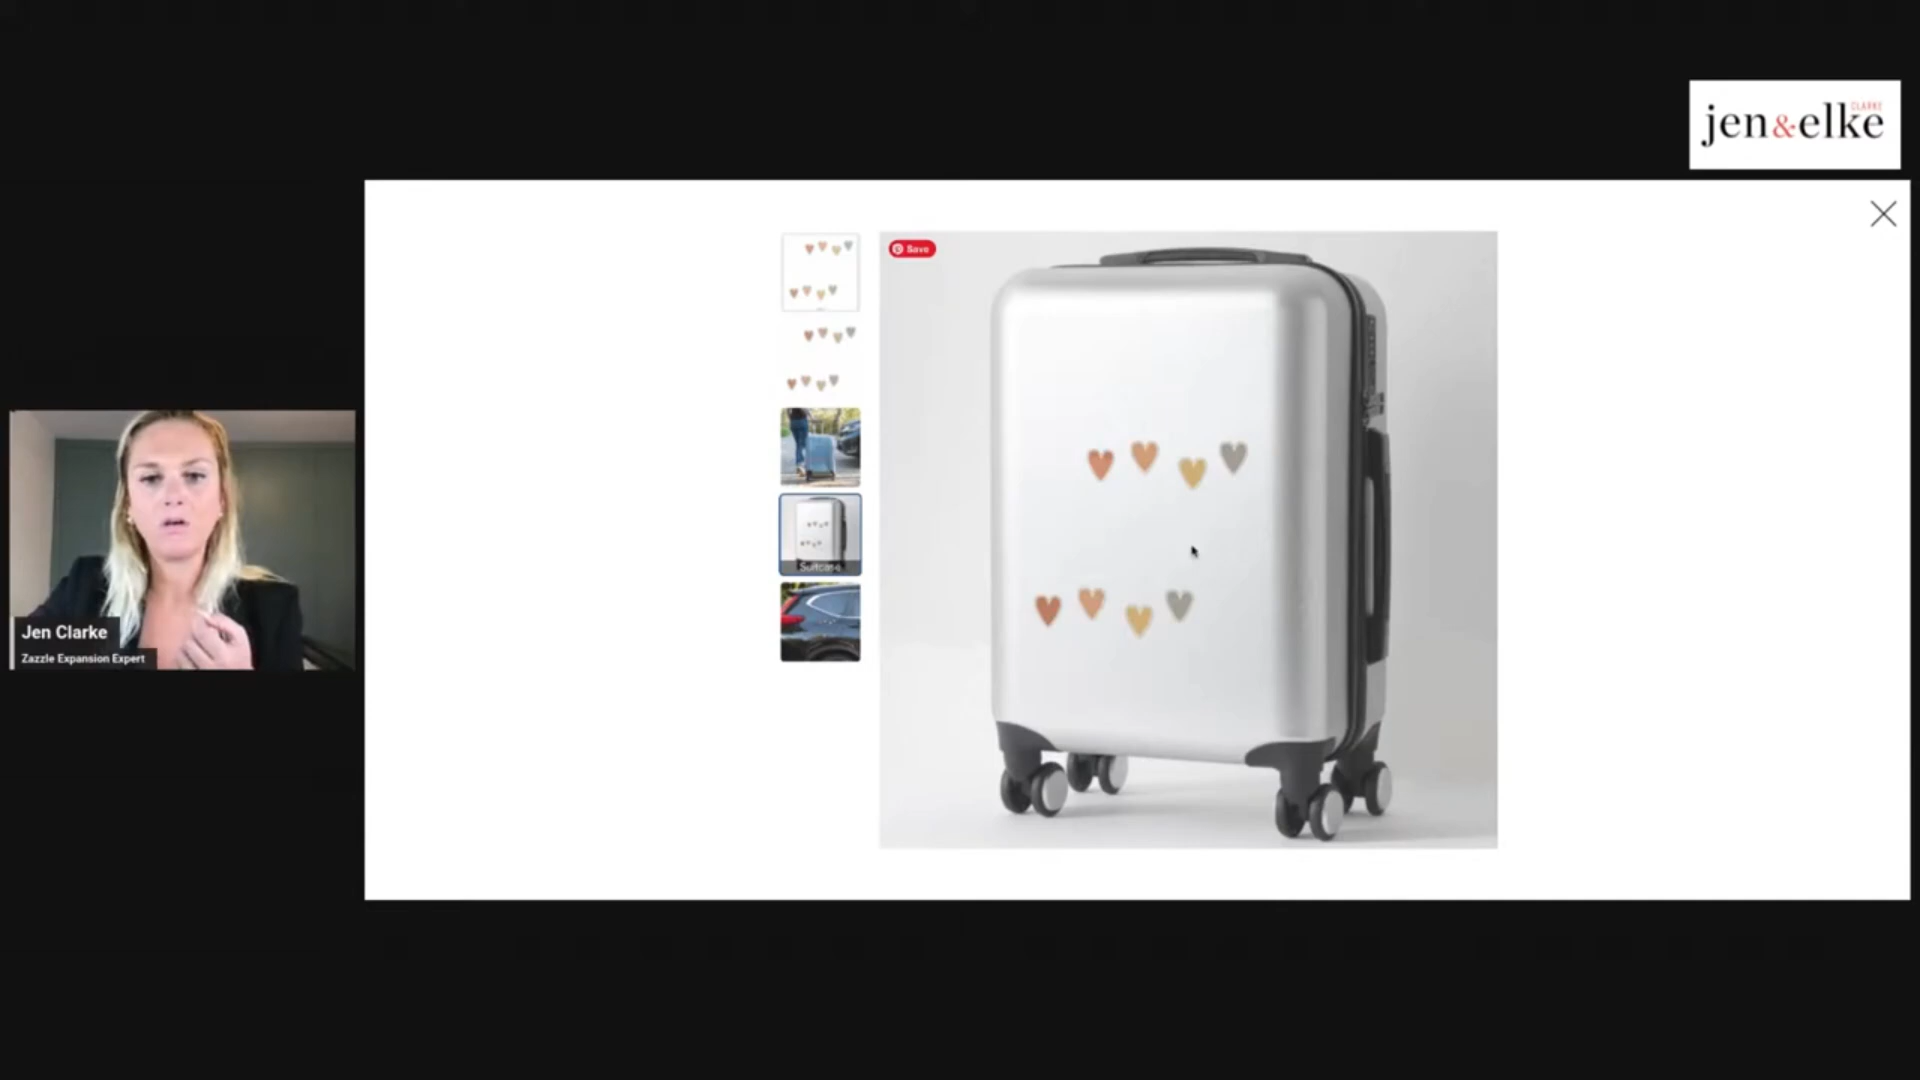 CLARKE
jen&elke
Save
Suitcase
Jen Clarke
Zazzle Expansion Expert